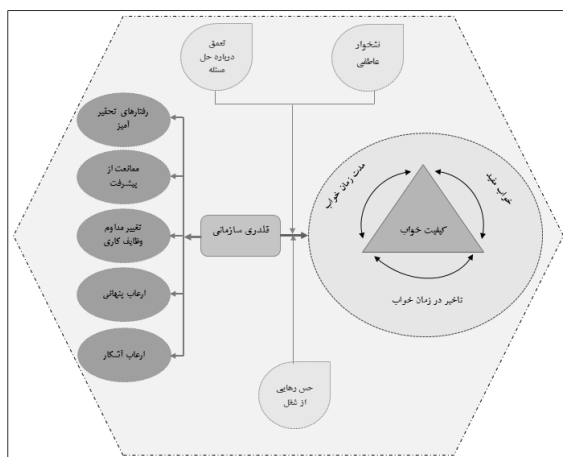 تعمق
درباره حل
مسئله
نشخوار
عاطفی
رفتارهای تحقیر
آمیز
ممانعت از
پیشرفت
تغییر مداوم
وظایف کاری
ارعاب پنهانی
ارعاب آشکار
قلدری سازمانی
مدت زمان خواب
خواب مفید
کیفیت خواب
تاخیر در زمان خواب
حس رهایی
از شغل